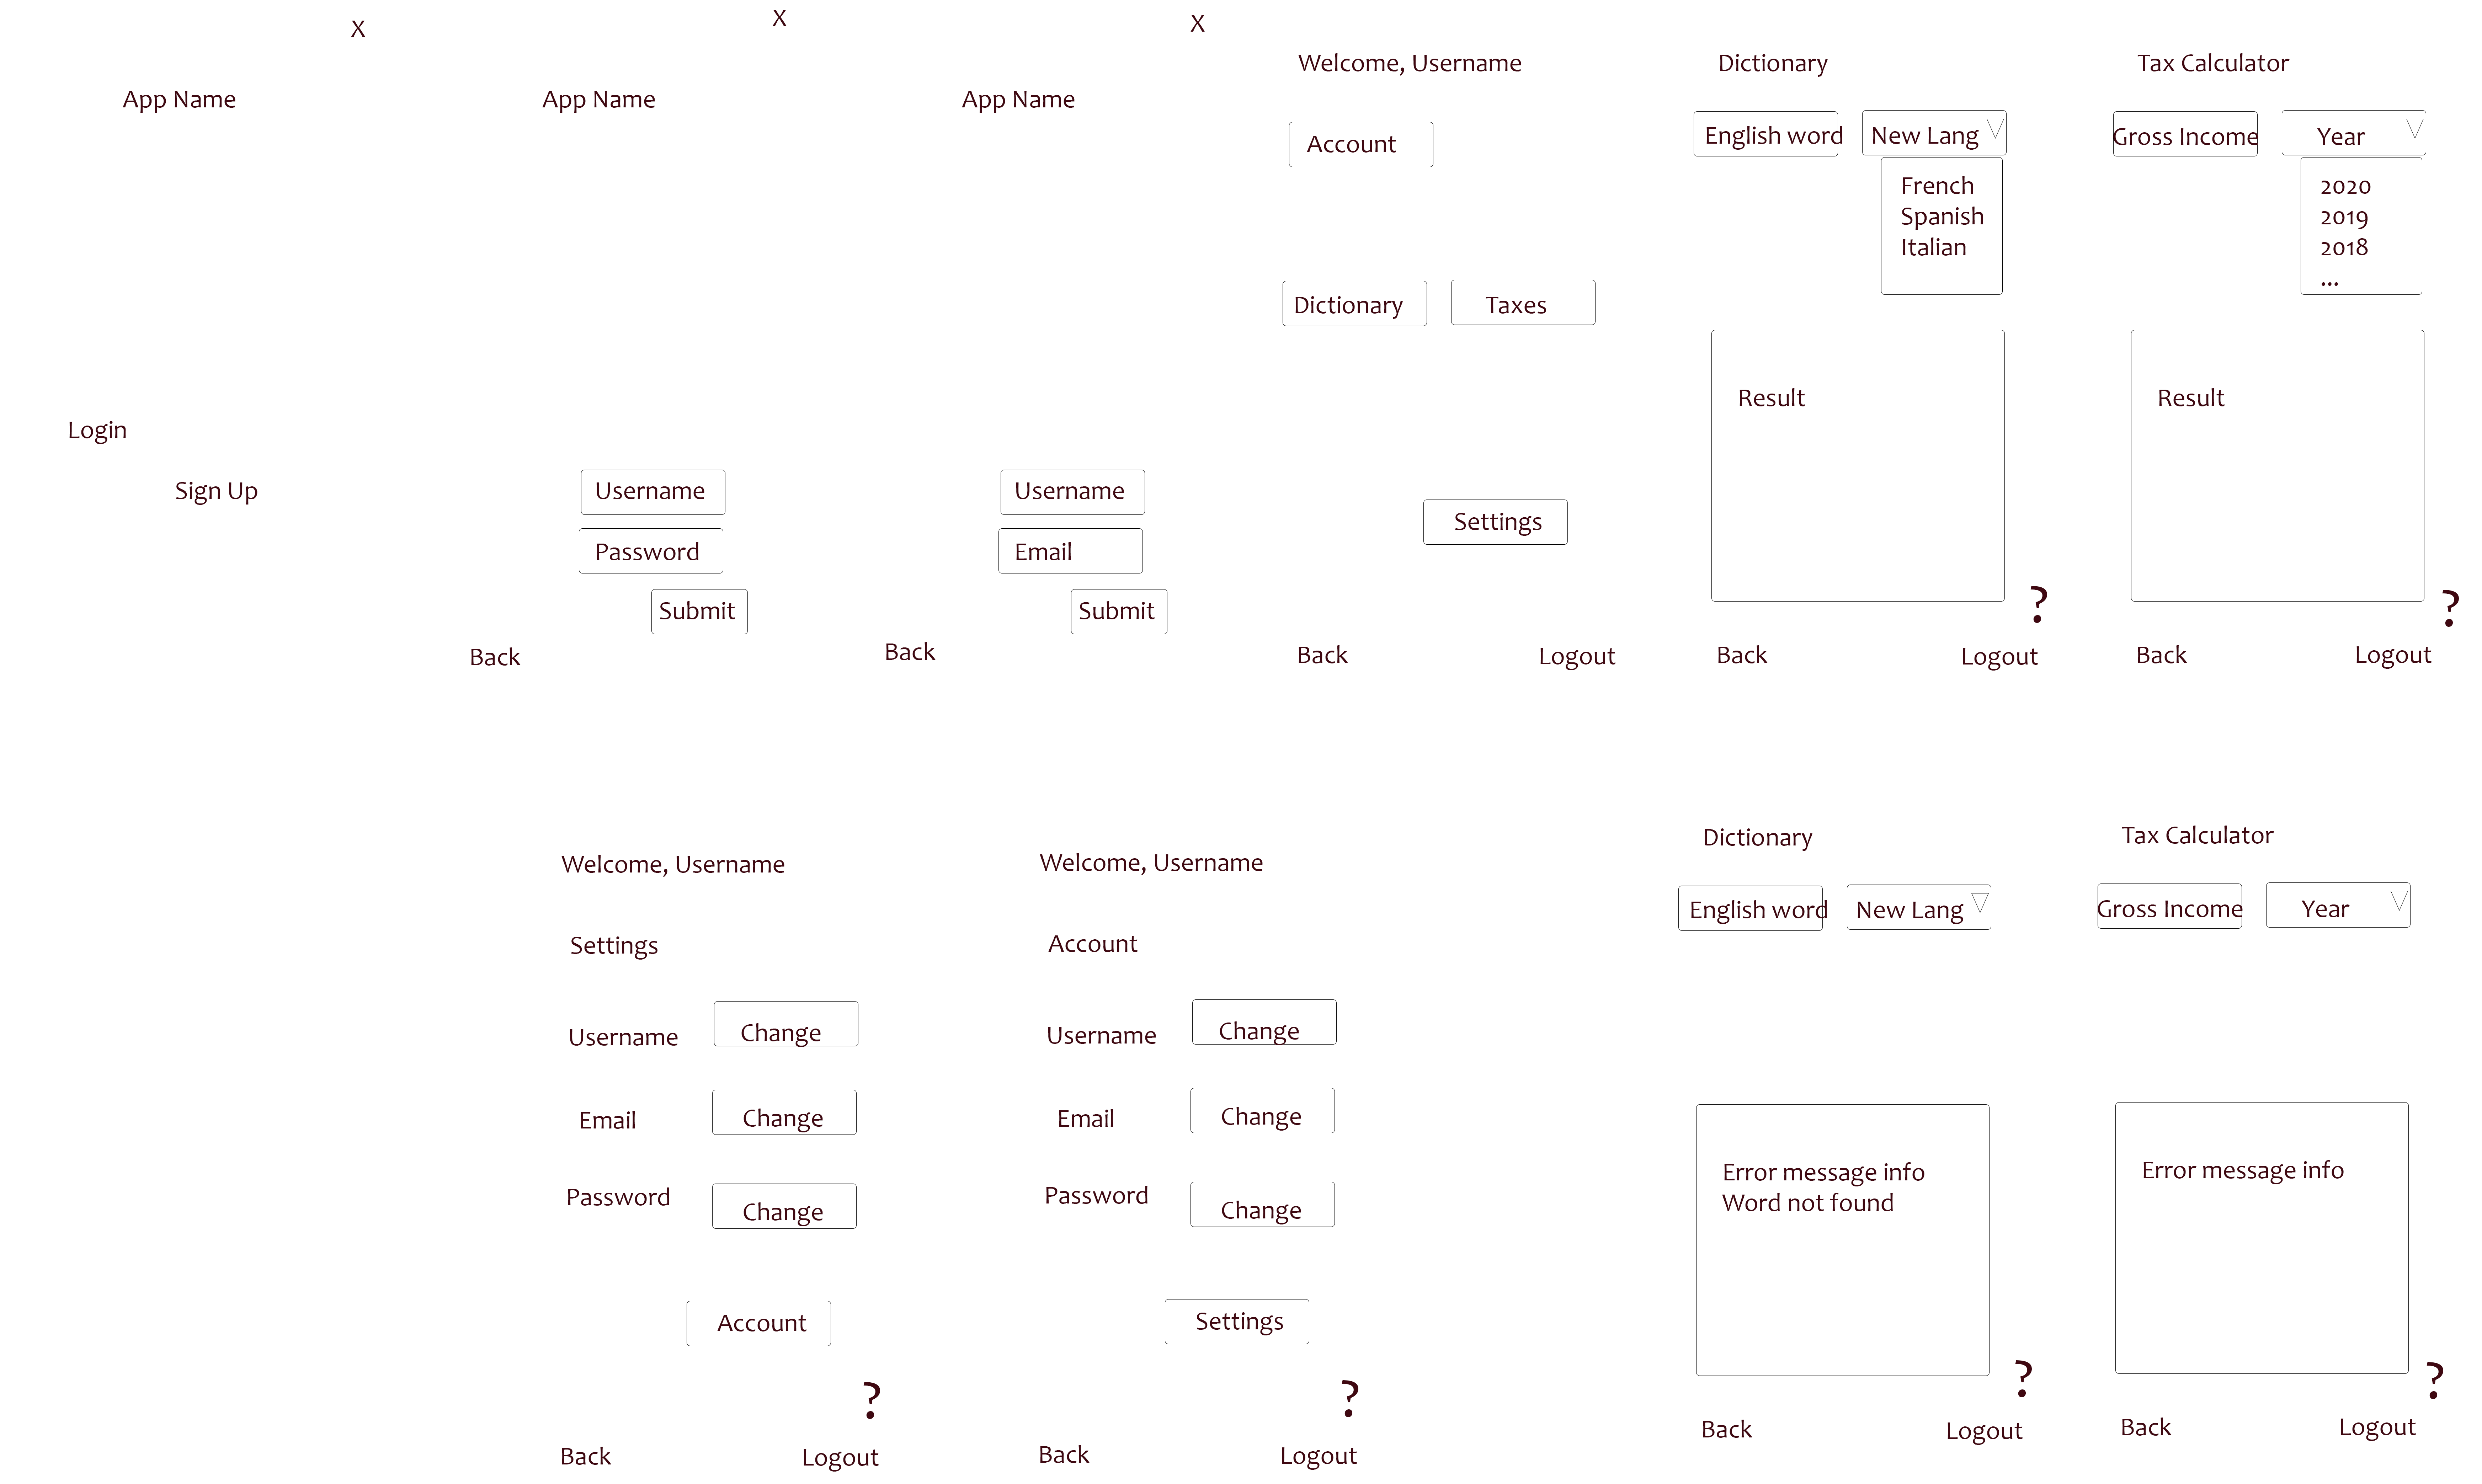 X
App Name
Login
Sign Up
X
App Name
Username
Password
Submit
Back
X
App Name
Username
Email
Submit
Back
Welcome, Username
Account
Dictionary
Taxes
Settings
Back
Logout
Dictionary
English word
New Lang
French
Spanish
Italian
Result
?
Back
Logout
Tax Calculator
Gross Income
Year
2020
2019
2018
...
Result
?
Back
Logout
Welcome, Username
Settings
Username
Change
Email
Change
Password
Change
Account
?
Back
Logout
Welcome, Username
Account
Username
Change
Email
Change
Password
Change
Settings
?
Back
Logout
Dictionary
English word
New Lang
Error message info
Word not found
?
Back
Logout
Tax Calculator
Gross Income
Year
Error message info
?
Back
Logout